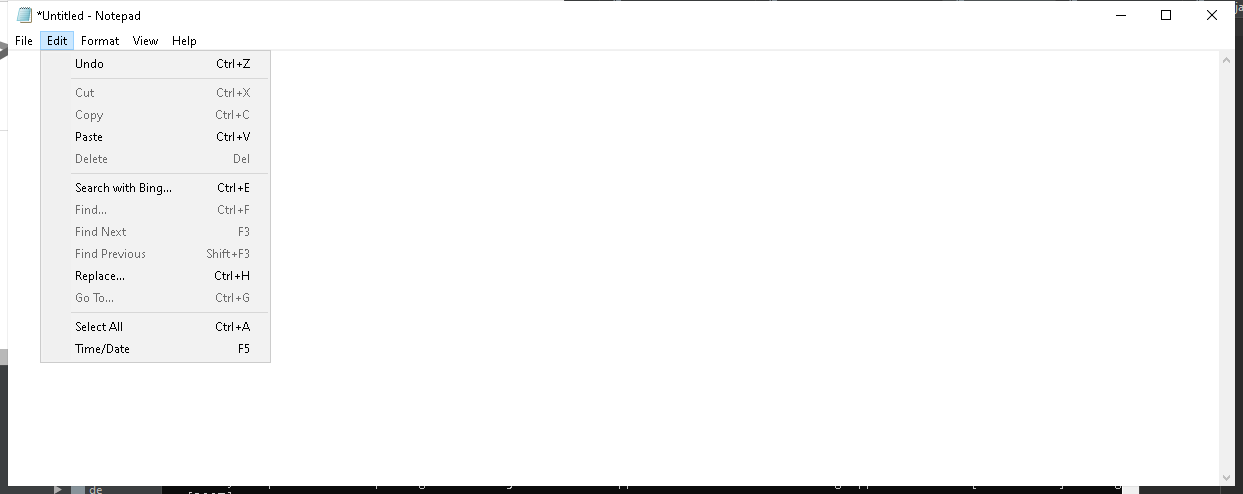 *Untitled - Notepad
File Edit Format View Help
Undo Ctrl+Z
Cut Ctrl+X
Copy Ctrl+C
Paste Ctrl+V
Delete Del
Search with Bing... Ctrl+E
Find... Ctrl+F
Find Next F3
Find Previous Shift+F3
Replace... Ctrl+H
Go To... Ctrl+G
Select All Ctrl+A
Time/Date F5
de